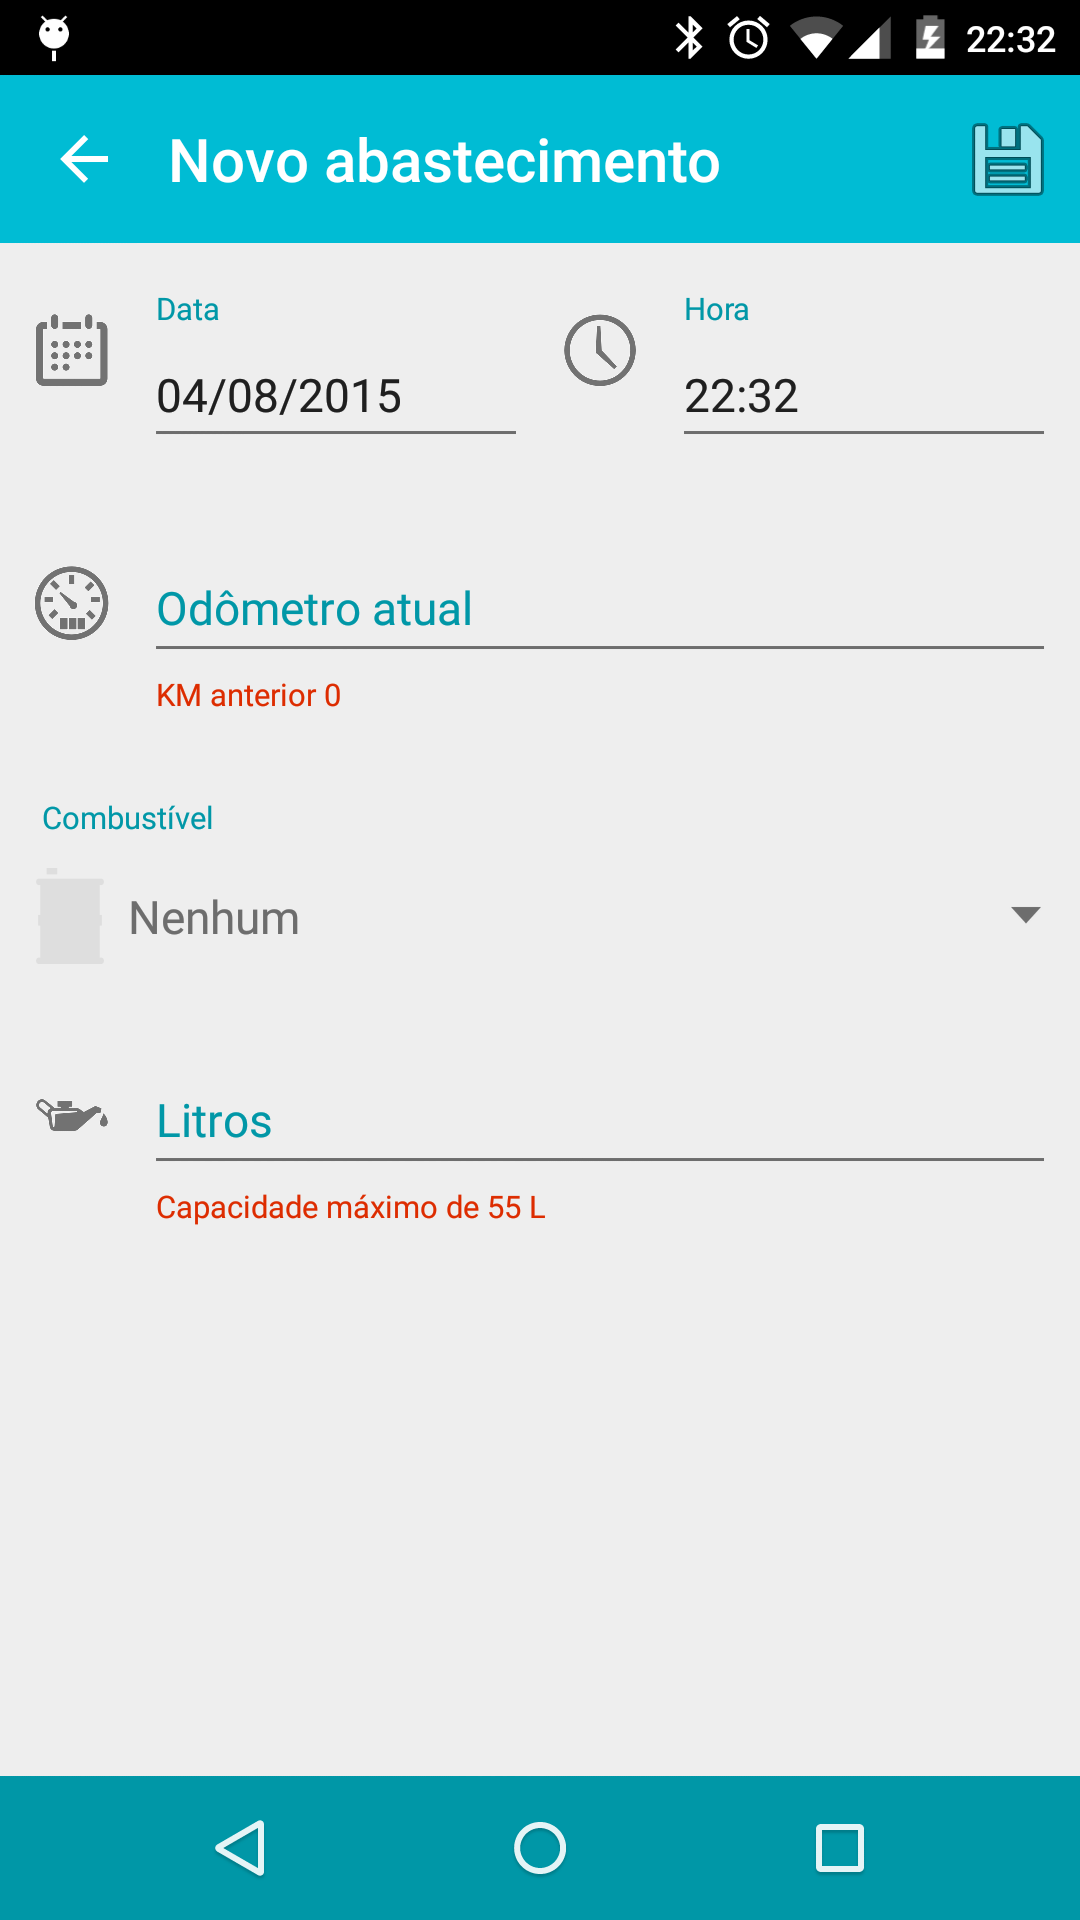 22:32
Novo abastecimento
Data
Hora
04/08/2015
22:32
Odômetro atual
KM anterior 0
Combustível
Nenhum
Litros
Capacidade máximo de 55 L